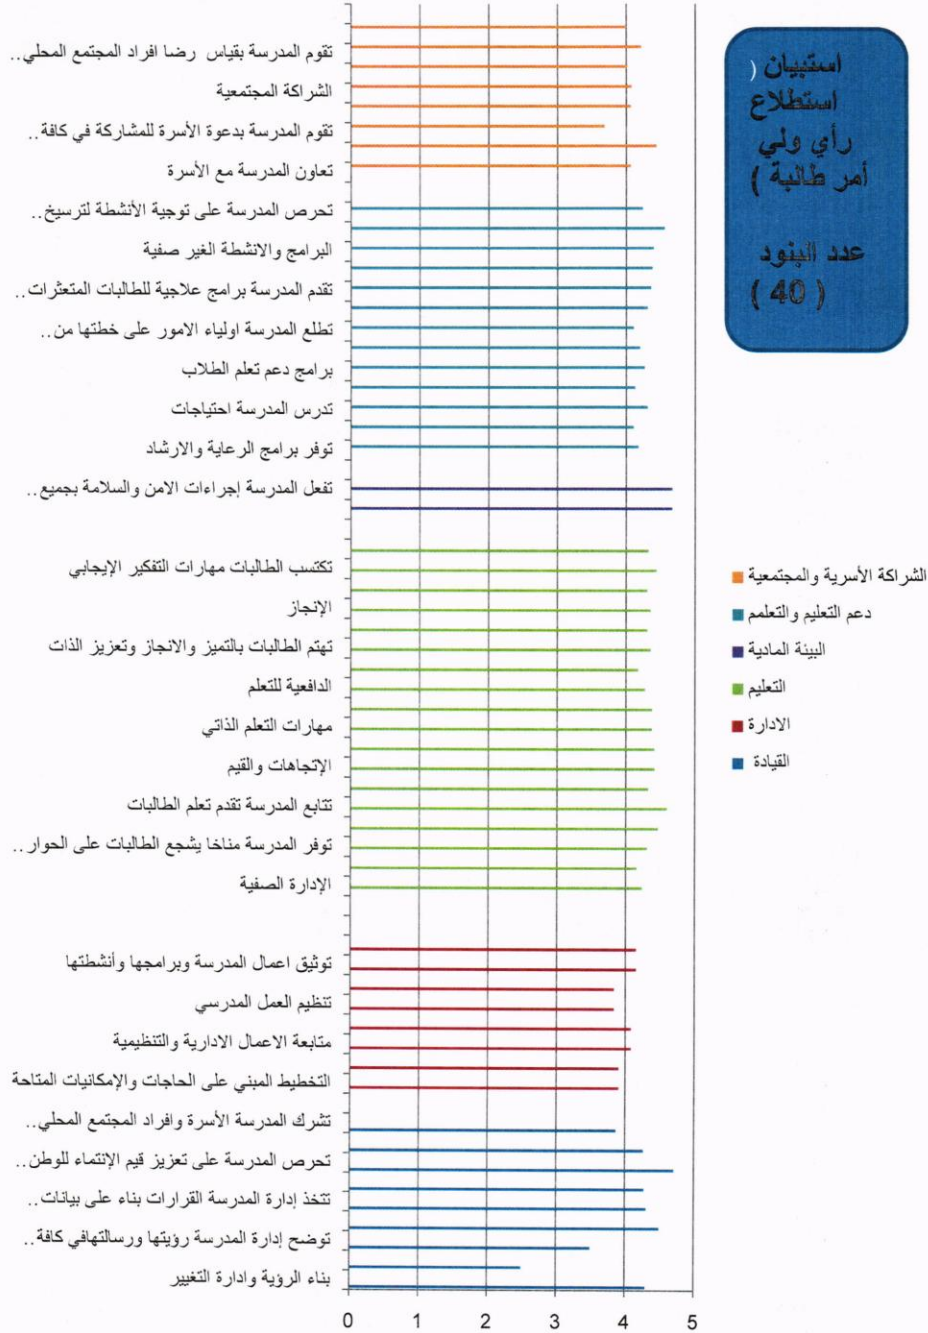 استبيان (
استطلاع
رأي ولي
أمر طالبة )
عدد البنود
( 40 )
تقوم المدرسة بقياس رضا افراد المجتمع المحلي..
الشراكة المجتمعية
تقوم المدرسة بدعوة الأسرة للمشاركة في كافة..
تعاون المدرسة مع الأسرة
تحرص المدرسة على توجية الأنشطة لترسيخ..
البرامج والانشطة الغير صفية
تقدم المدرسة برامج علاجية للطالبات المتعثرات..
تطلع المدرسة اولياء الامور على خطتها من..
برامج دعم تعلم الطلاب
تدرس المدرسة احتياجات
توفر برامج الرعاية والارشاد
تفعل المدرسة إجراءات الامن والسلامة بجميع..
تكتسب الطالبات مهارات التفكير الإيجابي
الإنجاز
تهتم الطالبات بالتميز والانجاز وتعزيز الذات
الدافعية للتعلم
مهارات التعلم الذاتي
الإتجاهات والقيم
تتابع المدرسة تقدم تعلم الطالبات
توفر المدرسة مناخا يشجع الطالبات على الحوار..
الإدارة الصفية
توثيق اعمال المدرسة وبرامجها وأنشطتها
تنظيم العمل المدرسي
متابعة الاعمال الادارية والتنظيمية
التخطيط المبني على الحاجات والإمكانيات المتاحة
تشرك المدرسة الأسرة وافراد المجتمع المحلي..
تحرص المدرسة على تعزيز قيم الإنتماء للوطن..
تتخذ إدارة المدرسة القرارات بناء على بيانات..
توضح إدارة المدرسة رؤيتها ورسالتهافي كافة..
بناء الرؤية وادارة التغيير
0 1 2 3 4 5
الشراكة الأسرية والمجتمعية
دعم التعليم والتعلمم
البيئة المادية
التعليم
الادارة
القيادة